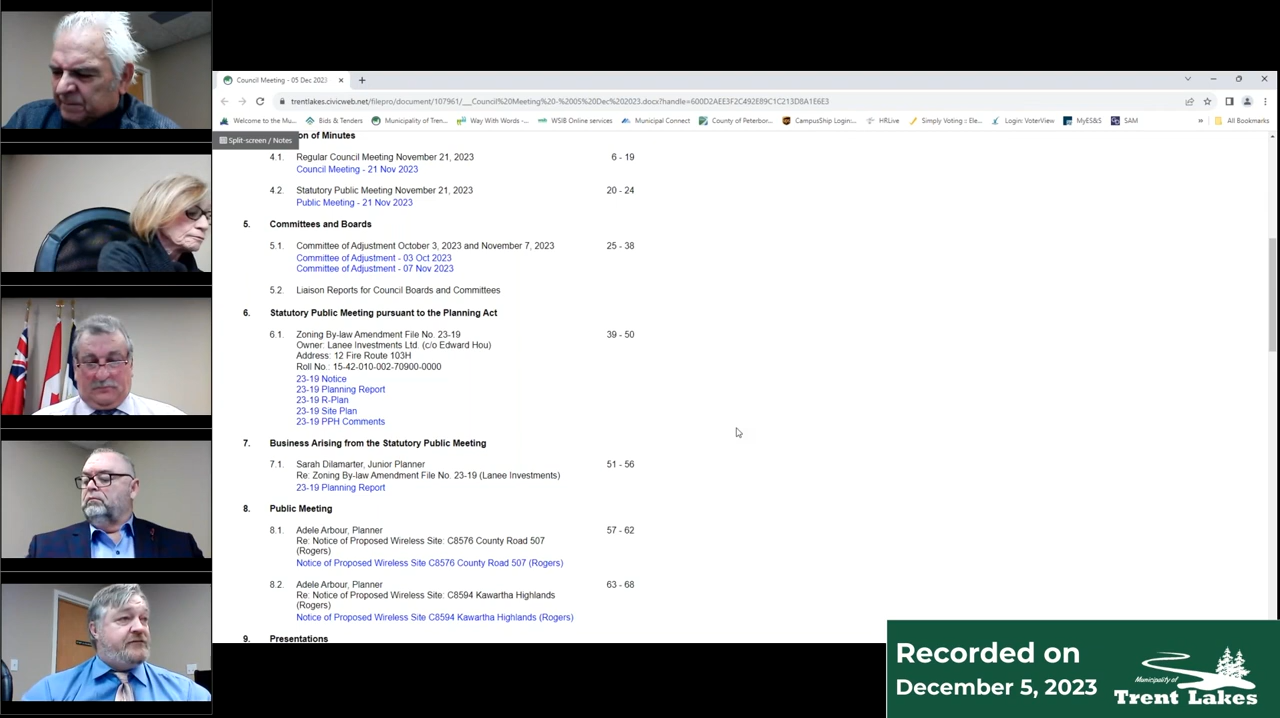 Council Meeting - 05 Dec 2023
trentlakes.civicweb.net/filepro/document/107961/__Council%20Meeting%20-%2005%20Dec%202023.docx?handle=600D2AEE3F2C492E89C1C213D8A1E6E3
Welcome to the Mu... Bids & Tenders Municipality of Tren... Way With Words -... WSIB Online services Municipal Connect County of Peterbor... CampusShip Login:... HRLive Simply Voting : Ele... Login VoterView MyES&S SAM » All Bookmarks
Split-screen / Notes
on of Minutes
4.1. Regular Council Meeting November 21, 2023 6 - 19
Council Meeting - 21 Nov 2023
4.2. Statutory Public Meeting November 21, 2023 20 - 24
Public Meeting - 21 Nov 2023
5. Committees and Boards
5.1. Committee of Adjustment October 3, 2023 and November 7, 2023 25 - 38
Committee of Adjustment - 03 Oct 2023
Committee of Adjustment - 07 Nov 2023
5.2. Liaison Reports for Council Boards and Committees
6. Statutory Public Meeting pursuant to the Planning Act
6.1. Zoning By-law Amendment File No. 23-19 39 - 50
Owner: Lanee Investments Ltd. (c/o Edward Hou)
Address: 12 Fire Route 103H
Roll No.: 15-42-010-002-70900-0000
23-19 Notice
23-19 Planning Report
23-19 R-Plan
23-19 Site Plan
23-19 PPH Comments
7. Business Arising from the Statutory Public Meeting
7.1. Sarah Dilamarter, Junior Planner 51 - 56
Re: Zoning By-law Amendment File No. 23-19 (Lanee Investments)
23-19 Planning Report
8. Public Meeting
8.1. Adele Arbour, Planner 57 - 62
Re: Notice of Proposed Wireless Site: C8576 County Road 507
(Rogers)
Notice of Proposed Wireless Site C8576 County Road 507 (Rogers)
8.2. Adele Arbour, Planner 63 - 68
Re: Notice of Proposed Wireless Site: C8594 Kawartha Highlands
(Rogers)
Notice of Proposed Wireless Site C8594 Kawartha Highlands (Rogers)
9. Presentations
Recorded on
December 5, 2023
Municipality of
Trent Lakes